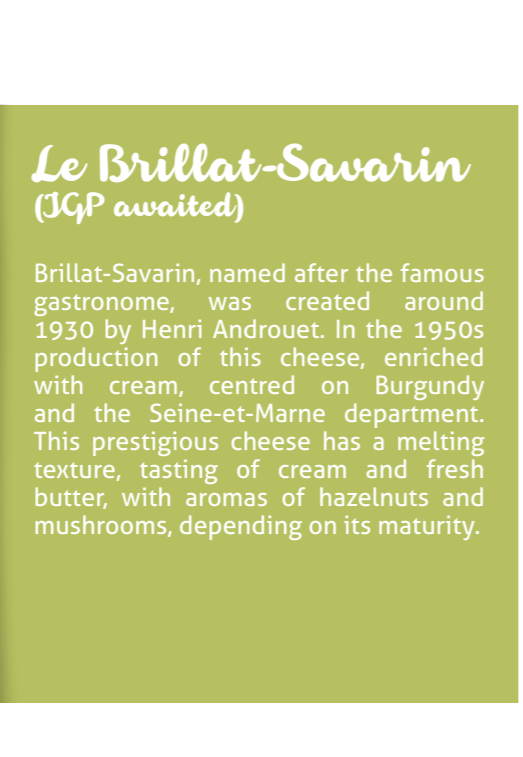 Le Brillat-Savarin
(IGP awaited)
Brillat-Savarin, named after the famous
gastronome, was created around
1930 by Henri Androuet. In the 1950s
production of this cheese, enriched
with cream, centred on Burgundy
and the Seine-et-Marne department.
This prestigious cheese has a melting
texture, tasting of cream and fresh
butter, with aromas of hazelnuts and
mushrooms, depending on its maturity.